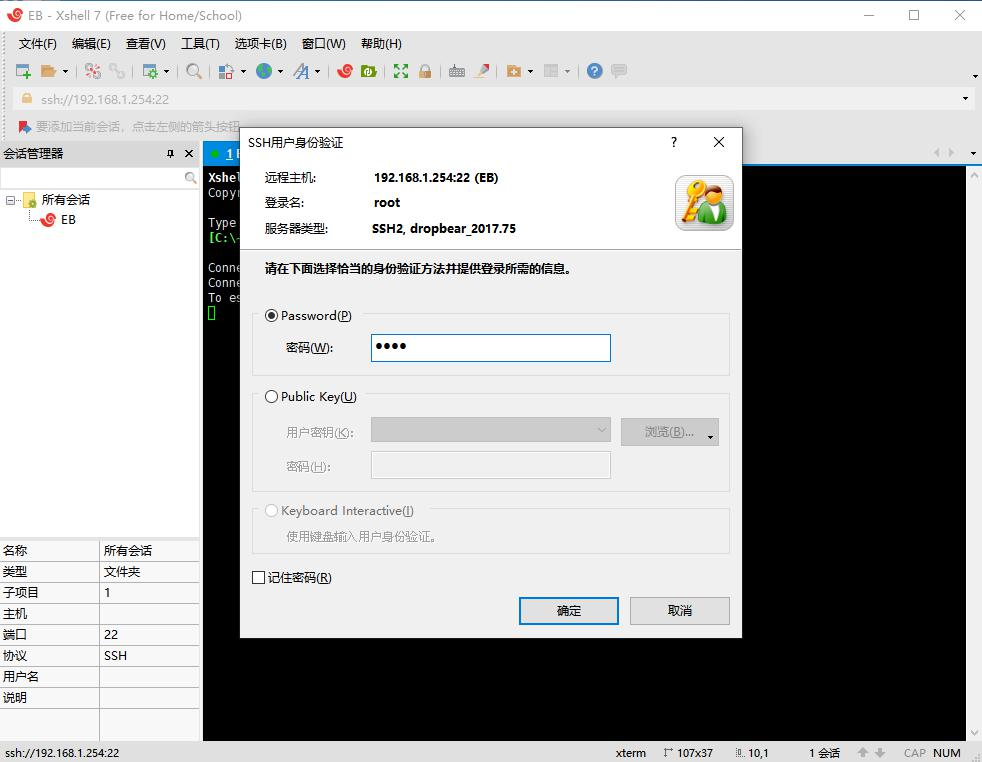 EB - Xshell 7 (Free for Home/School)
文件(F) 编辑(E) 查看(V) 工具(T) 选项卡(B) 窗口(W) 帮助(H)
ssh://192.168.1.254:22
要添加当前会话，点击左侧的箭头按钮
会话管理器
1
所有会话
EB
Xshel
Copyr
Type
[C:\
Conne
Conne
To es
SSH用户身份验证
远程主机: 192.168.1.254:22 (EB)
登录名: root
服务器类型: SSH2, dropbear_2017.75
请在下面选择恰当的身份验证方法并提供登录所需的信息。
Password(P)
密码(W): ●●●●
Public Key(U)
用户密钥(K): 浏览(B)...
密码(H):
Keyboard Interactive(I)
使用键盘输入用户身份验证。
记住密码(R)
确定 取消
名称 所有会话
类型 文件夹
子项目 1
主机
端口 22
协议 SSH
用户名
说明
ssh://192.168.1.254:22 xterm 107x37 10,1 1 会话 CAP NUM